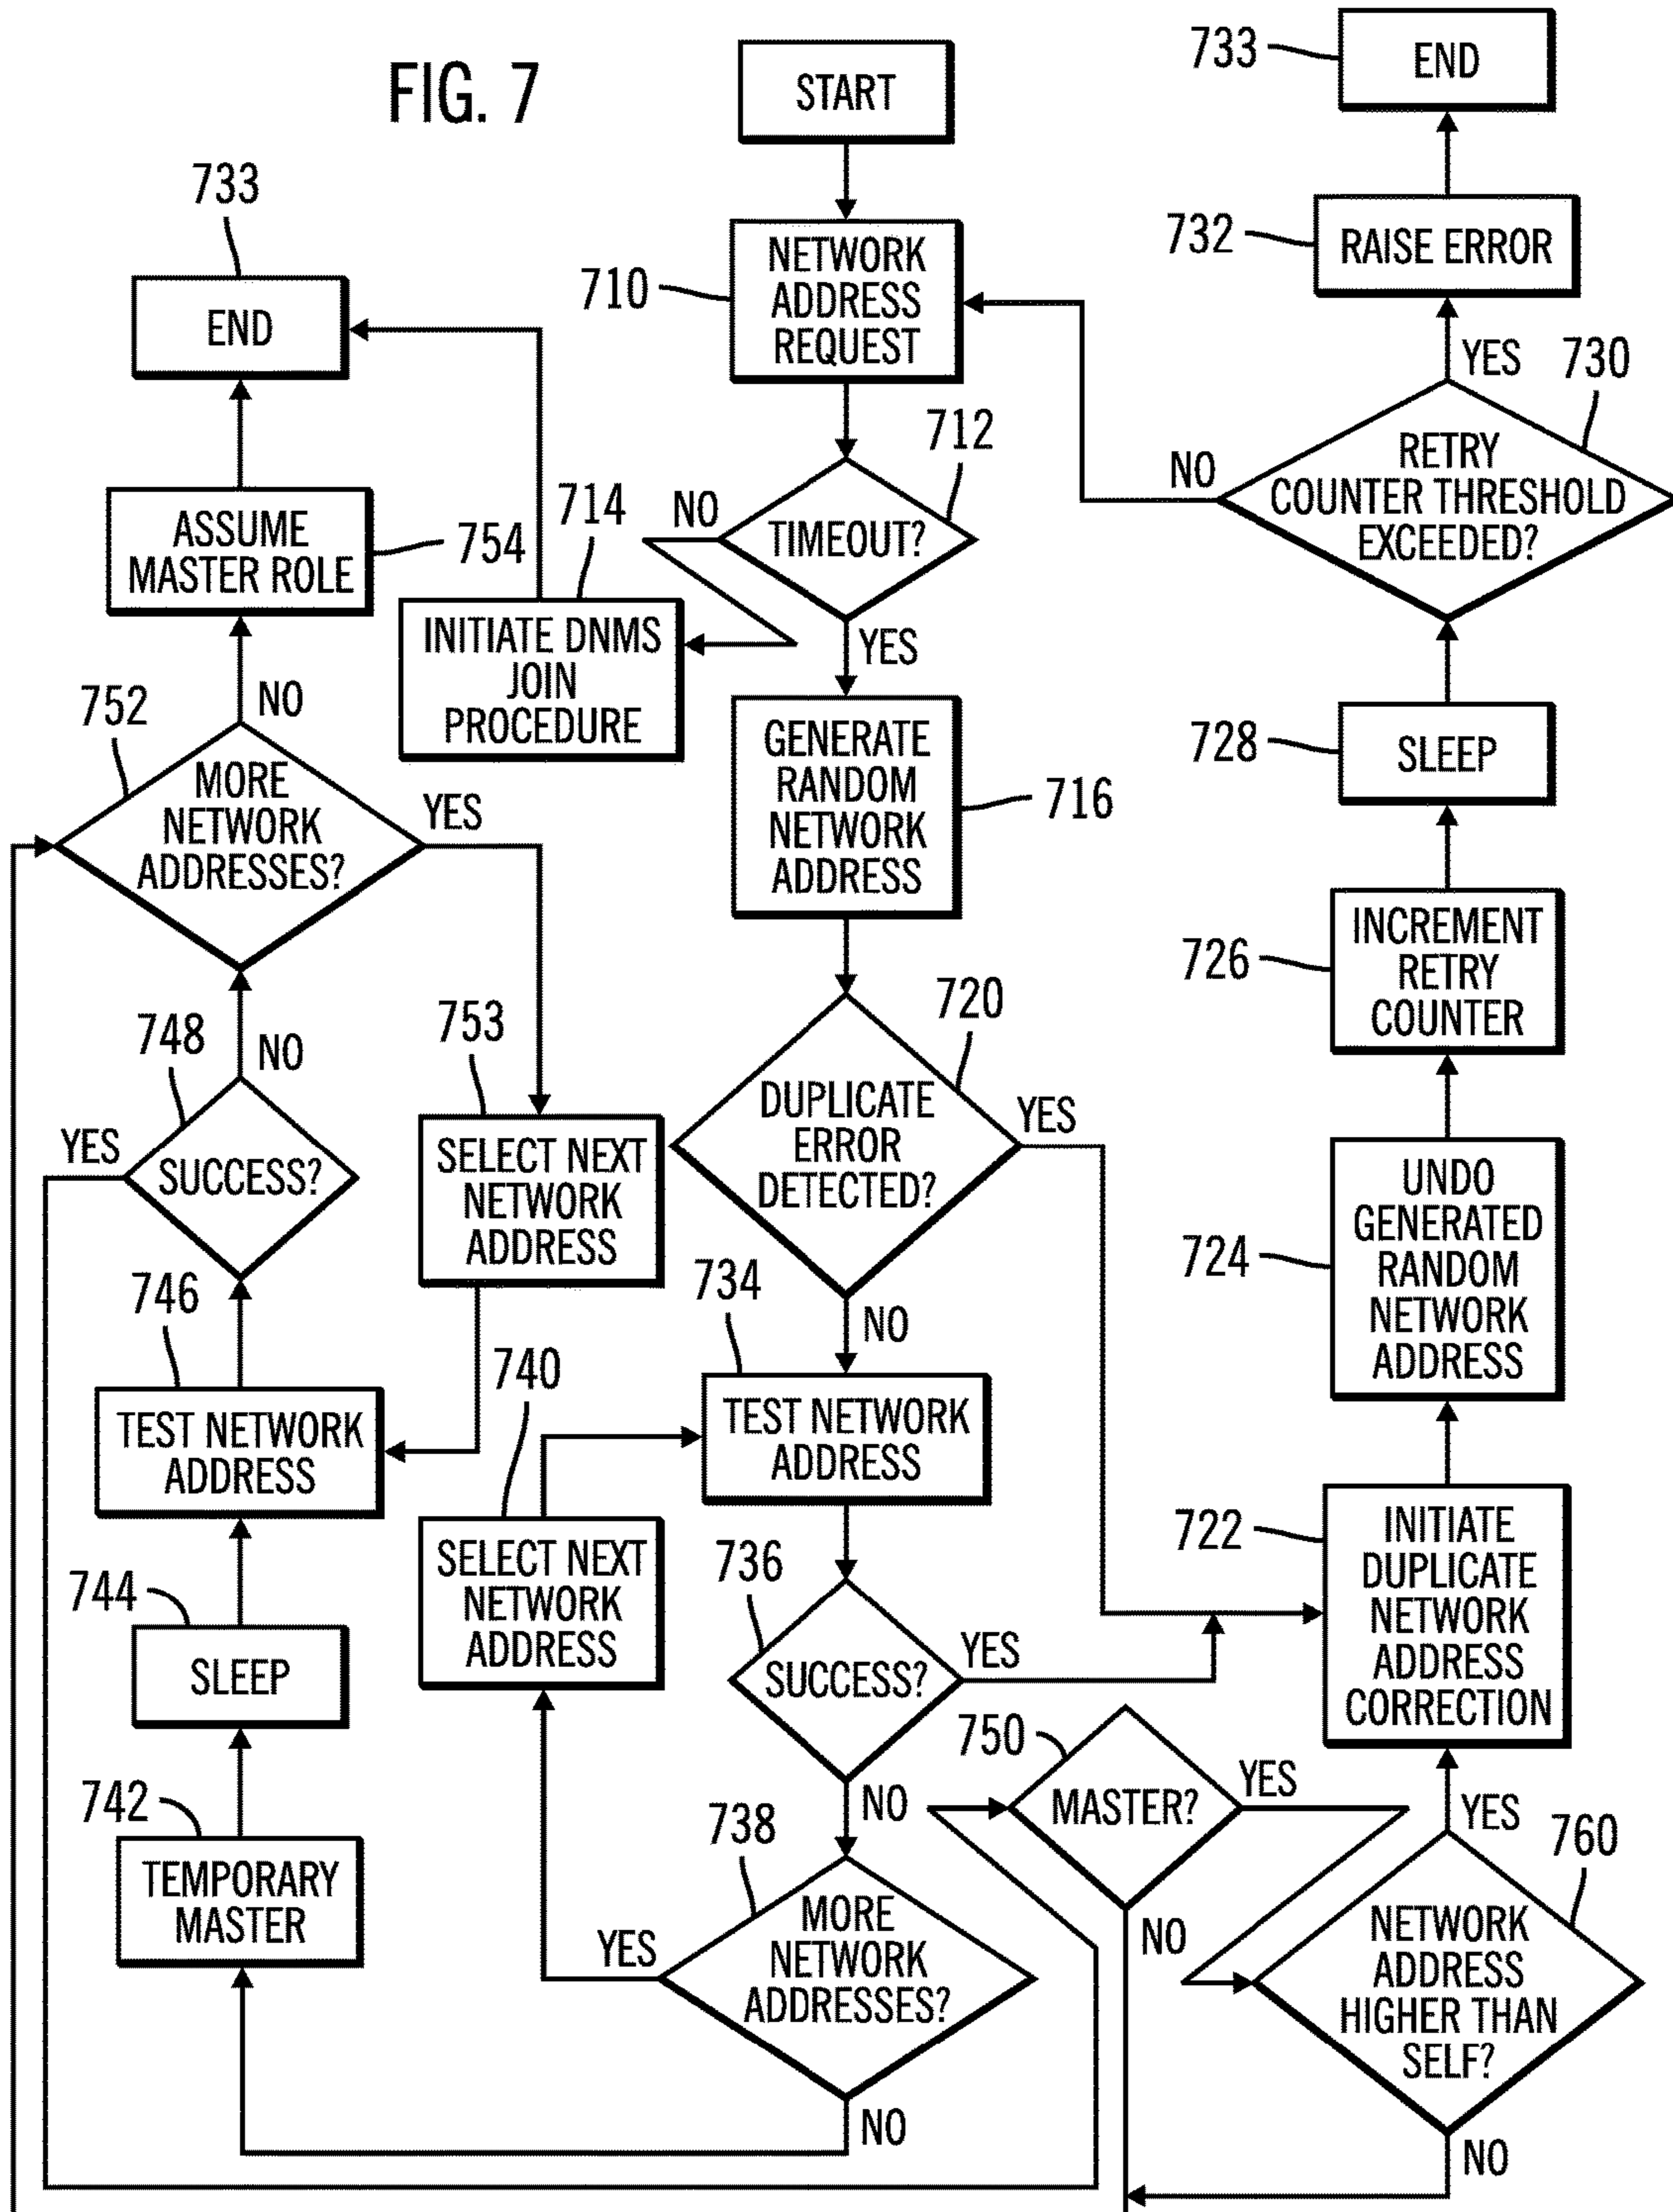 FIG. 7
START
733
END
733
END
710
NETWORK
ADDRESS
REQUEST
732
RAISE ERROR
YES
730
RETRY
COUNTER THRESHOLD
EXCEEDED?
NO
712
TIMEOUT?
NO
YES
714
INITIATE DNMS
JOIN
PROCEDURE
ASSUME
MASTER ROLE
754
NO
752
MORE
NETWORK
ADDRESSES?
YES
GENERATE
RANDOM
NETWORK
ADDRESS
716
728
SLEEP
726
INCREMENT
RETRY
COUNTER
720
DUPLICATE
ERROR
DETECTED?
YES
NO
753
SELECT NEXT
NETWORK
ADDRESS
748
NO
YES
SUCCESS?
724
UNDO
GENERATED
RANDOM
NETWORK
ADDRESS
746
TEST NETWORK
ADDRESS
734
TEST NETWORK
ADDRESS
740
SELECT NEXT
NETWORK
ADDRESS
722
INITIATE
DUPLICATE
NETWORK
ADDRESS
CORRECTION
744
SLEEP
736
SUCCESS?
YES
NO
750
MASTER?
YES
NO
YES
760
NETWORK
ADDRESS
HIGHER THAN
SELF?
NO
742
TEMPORARY
MASTER
738
MORE
NETWORK
ADDRESSES?
YES
NO